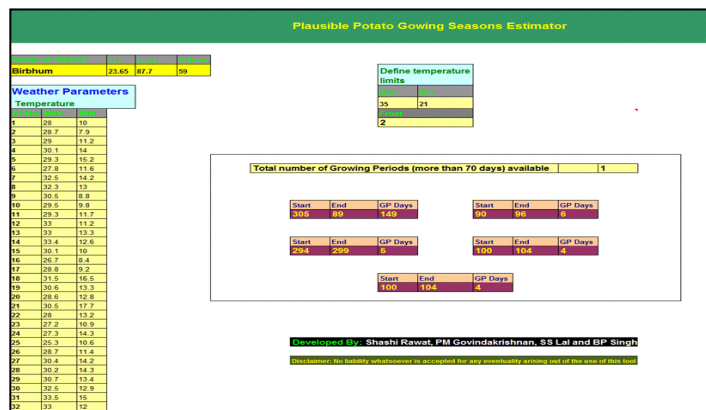 Plausible Potato Gowing Seasons Estimator
Birbhum 23.65 87.7 59
Define temperature
limits
35 21
2
Weather Parameters
Temperature
1 28 10
2 28.7 7.9
3 29 11.2
4 30.1 14
5 29.3 15.2
6 27.8 11.6
7 32.5 14.2
8 32.3 13
9 30.5 8.8
10 29.5 9.8
11 29.3 11.7
12 33 11.2
13 33 13.3
14 33.4 12.6
15 30.1 10
16 26.7 8.4
17 28.8 9.2
18 31.5 16.5
19 30.6 13.3
20 28.6 12.8
21 30.5 17.7
22 28 13.2
23 27.2 10.9
24 27.3 14.3
25 25.3 10.6
26 28.7 11.4
27 30.4 14.2
28 30.2 14.3
29 30.7 13.4
30 32.5 12.9
31 33.5 15
32 33 12
Total number of Growing Periods (more than 70 days) available 1
Start End GP Days
305 89 149
Start End GP Days
90 96 6
Start End GP Days
294 299 5
Start End GP Days
100 104 4
Start End GP Days
100 104 4
Developed By: Shashi Rawat, PM Govindakrishnan, SS Lal and BP Singh
Disclaimer: No liability whatsoever is accepted for any eventuality arising out of the use of this tool